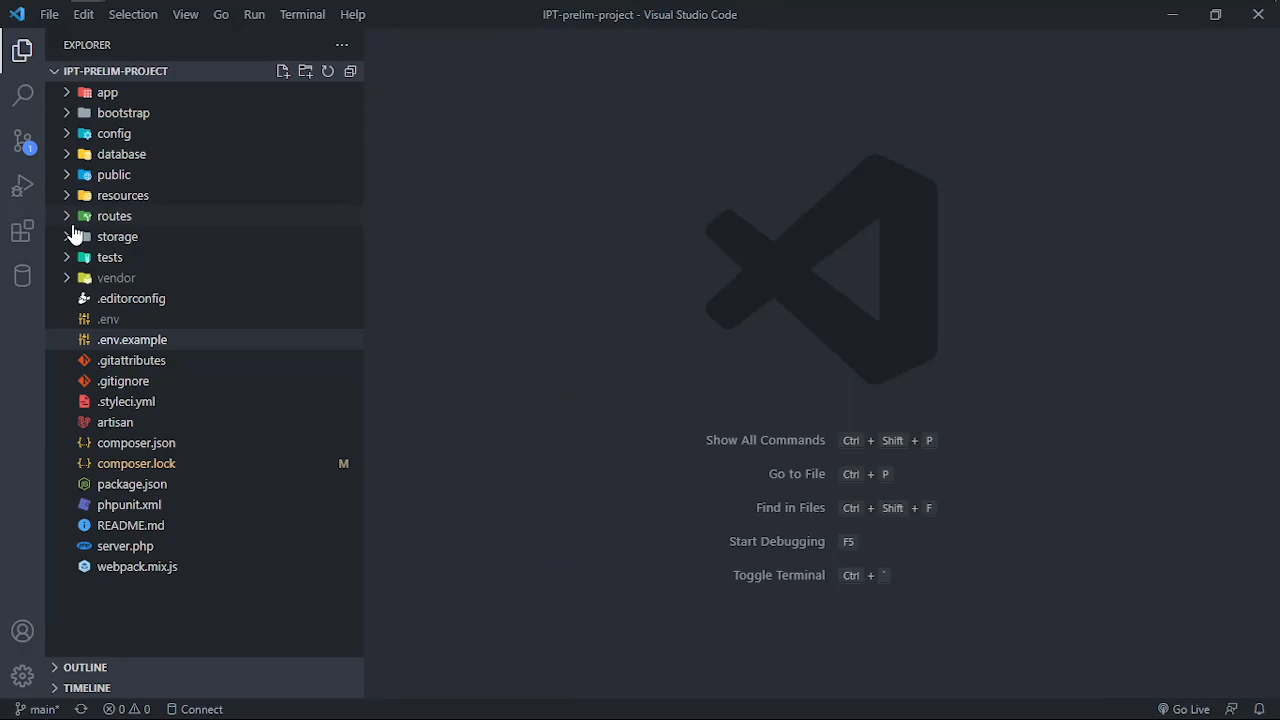 File Edit Selection View Go Run Terminal Help
IPT-prelim-project - Visual Studio Code
EXPLORER
IPT-PRELIM-PROJECT
app
bootstrap
config
database
public
resources
routes
storage
tests
vendor
.editorconfig
.env
.env.example
.gitattributes
.gitignore
.styleci.yml
artisan
composer.json
composer.lock M
package.json
phpunit.xml
README.md
server.php
webpack.mix.js
OUTLINE
TIMELINE
1
Show All Commands Ctrl + Shift + P
Go to File Ctrl + P
Find in Files Ctrl + Shift + F
Start Debugging F5
Toggle Terminal Ctrl + `
main* 0 0 Connect Go Live